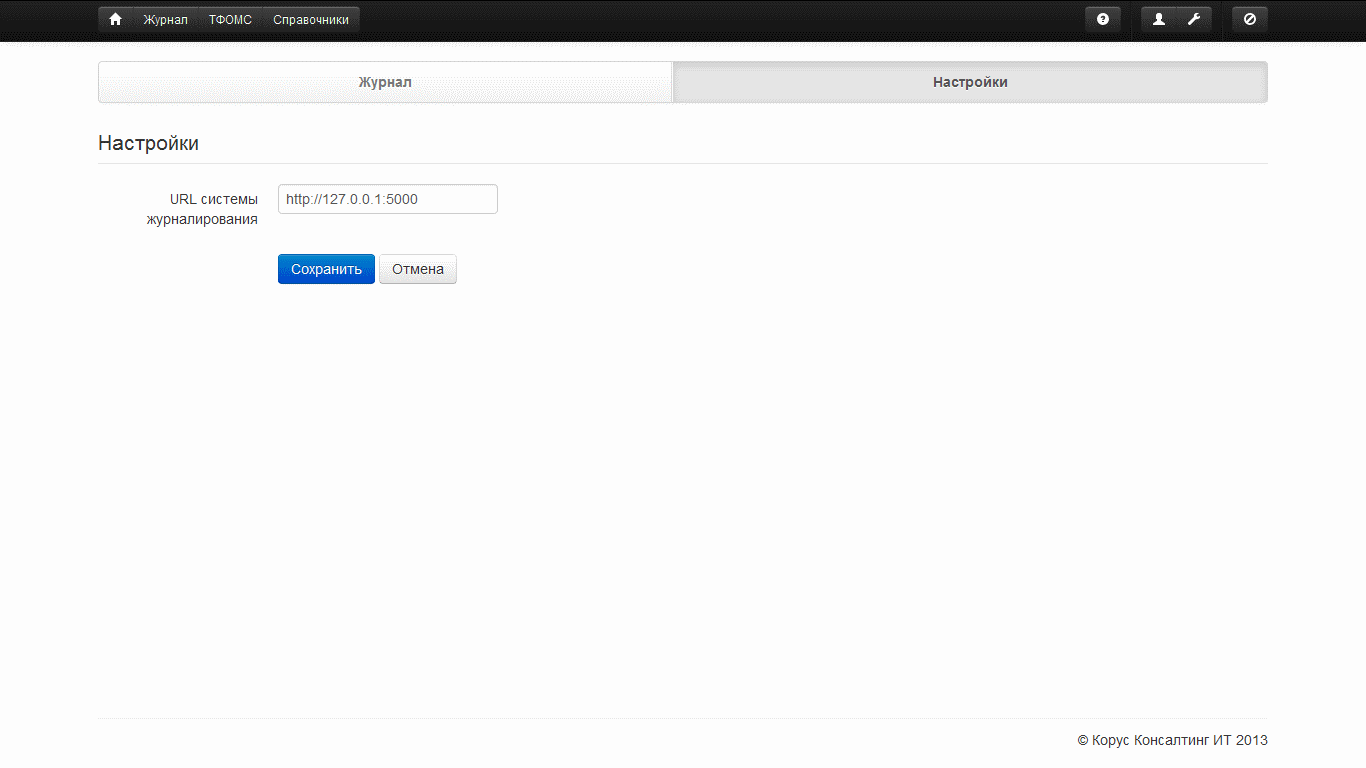 Журнал ТФОМС Справочники
Журнал Настройки
Настройки
URL системы
журналирования
http://127.0.0.1:5000
Сохранить Отмена
© Корус Консалтинг ИТ 2013